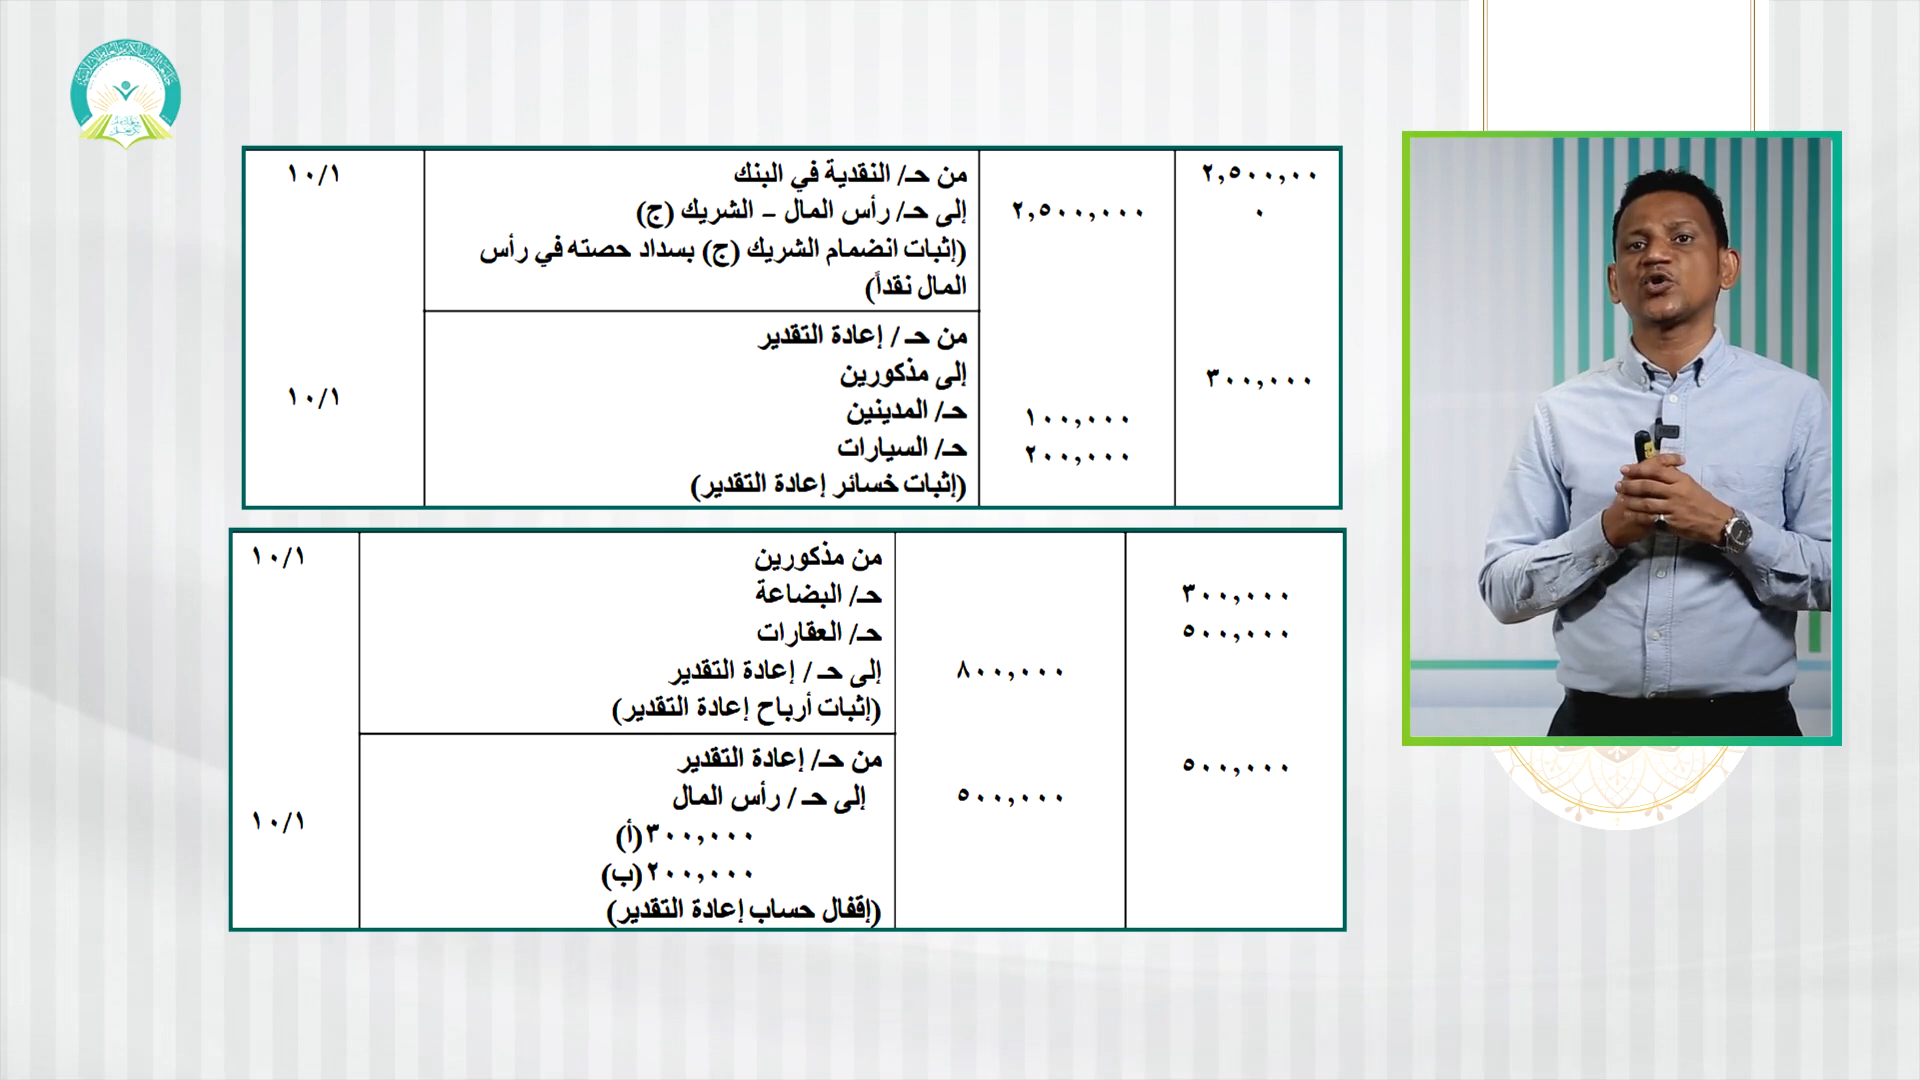 ٢,٥٠٠,٠٠
٠
٢,٥٠٠,٠٠٠
من حـ/ النقدية في البنك
إلى حـ/ رأس المال – الشريك (ج)
(إثبات انضمام الشريك (ج) بسداد حصته في رأس
المال نقداً)
١٠/١
٣٠٠,٠٠٠
١٠٠,٠٠٠
٢٠٠,٠٠٠
من حـ / إعادة التقدير
إلى مذكورين
حـ/ المدينين
حـ/ السيارات
(إثبات خسائر إعادة التقدير)
١٠/١
٣٠٠,٠٠٠
٥٠٠,٠٠٠
٨٠٠,٠٠٠
من مذكورين
حـ/ البضاعة
حـ/ العقارات
إلى حـ / إعادة التقدير
(إثبات أرباح إعادة التقدير)
١٠/١
٥٠٠,٠٠٠
٥٠٠,٠٠٠
من حـ/ إعادة التقدير
إلى حـ / رأس المال
٣٠٠,٠٠٠ (أ)
٢٠٠,٠٠٠ (ب)
(إقفال حساب إعادة التقدير)
١٠/١